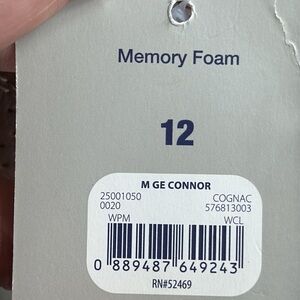 Memory Foam
12
M GE CONNOR
25001050 COGNAC
0020 576813003
WPM WCL
0 889487 649243
RN#52469